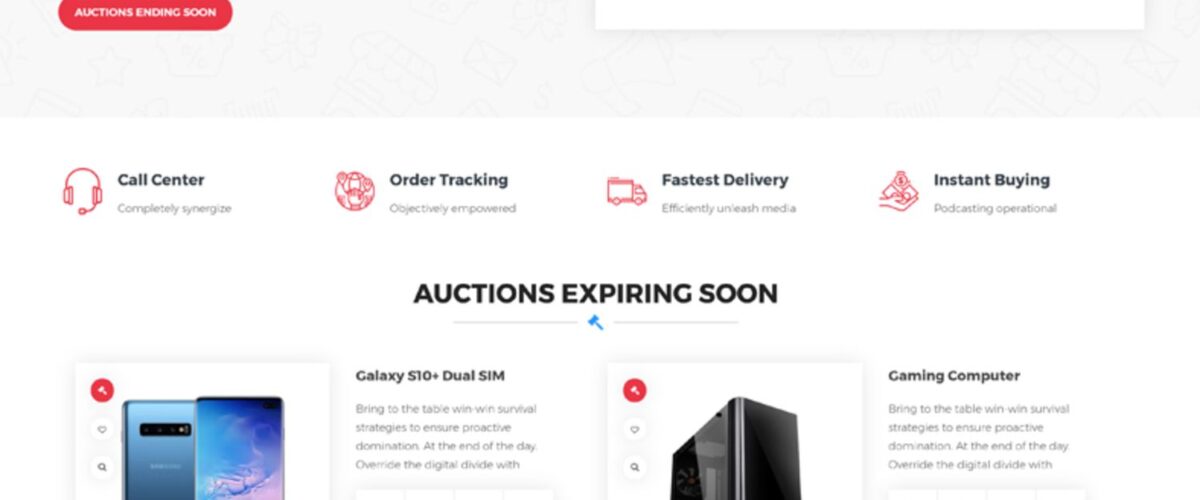 AUCTIONS ENDING SOON
Call Center
Completely synergize
Order Tracking
Objectively empowered
Fastest Delivery
Efficiently unleash media
Instant Buying
Podcasting operational
AUCTIONS EXPIRING SOON
Galaxy S10+ Dual SIM
Bring to the table win-win survival
strategies to ensure proactive
domination. At the end of the day.
Override the digital divide with
SAMSUNG
Gaming Computer
Bring to the table win-win survival
strategies to ensure proactive
domination. At the end of the day.
Override the digital divide with